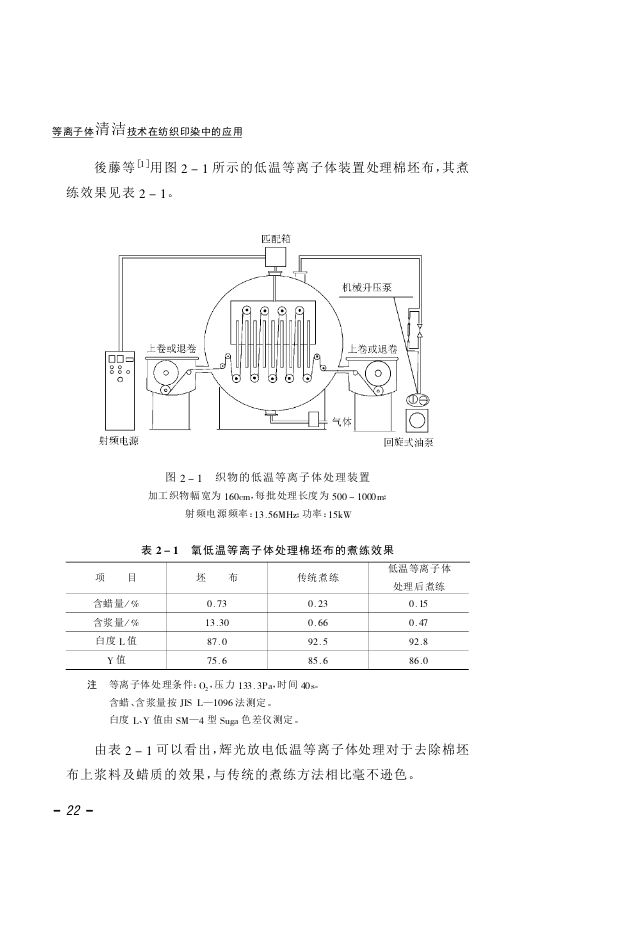 等离子体清洁技术在纺织印染中的应用
後藤等[1]用图 2－1 所示的低温等离子体装置处理棉坯布,其煮
练效果见表 2－1。
匹配箱
机械升压泵
上卷或退卷
上卷或退卷
气体
射频电源
回旋式油泵
图 2－1 织物的低温等离子体处理装置
加工织物幅宽为 160cm,每批处理长度为 500～1000m;
射频电源频率:13.56MHz;功率:15kW
表 2－1 氧低温等离子体处理棉坯布的煮练效果
项 目 坯 布 传统煮练 低温等离子体
处理后煮练
含蜡量/% 0.73 0.23 0.15
含浆量/% 13.30 0.66 0.47
白度 L 值 87.0 92.5 92.8
Y 值 75.6 85.6 86.0
注 等离子体处理条件:O₂,压力 133.3Pa,时间 40s。
含蜡、含浆量按 JIS L—1096 法测定。
白度 L、Y 值由 SM—4 型 Suga 色差仪测定。
由表 2－1 可以看出,辉光放电低温等离子体处理对于去除棉坯
布上浆料及蜡质的效果,与传统的煮练方法相比毫不逊色。
－ 22 －